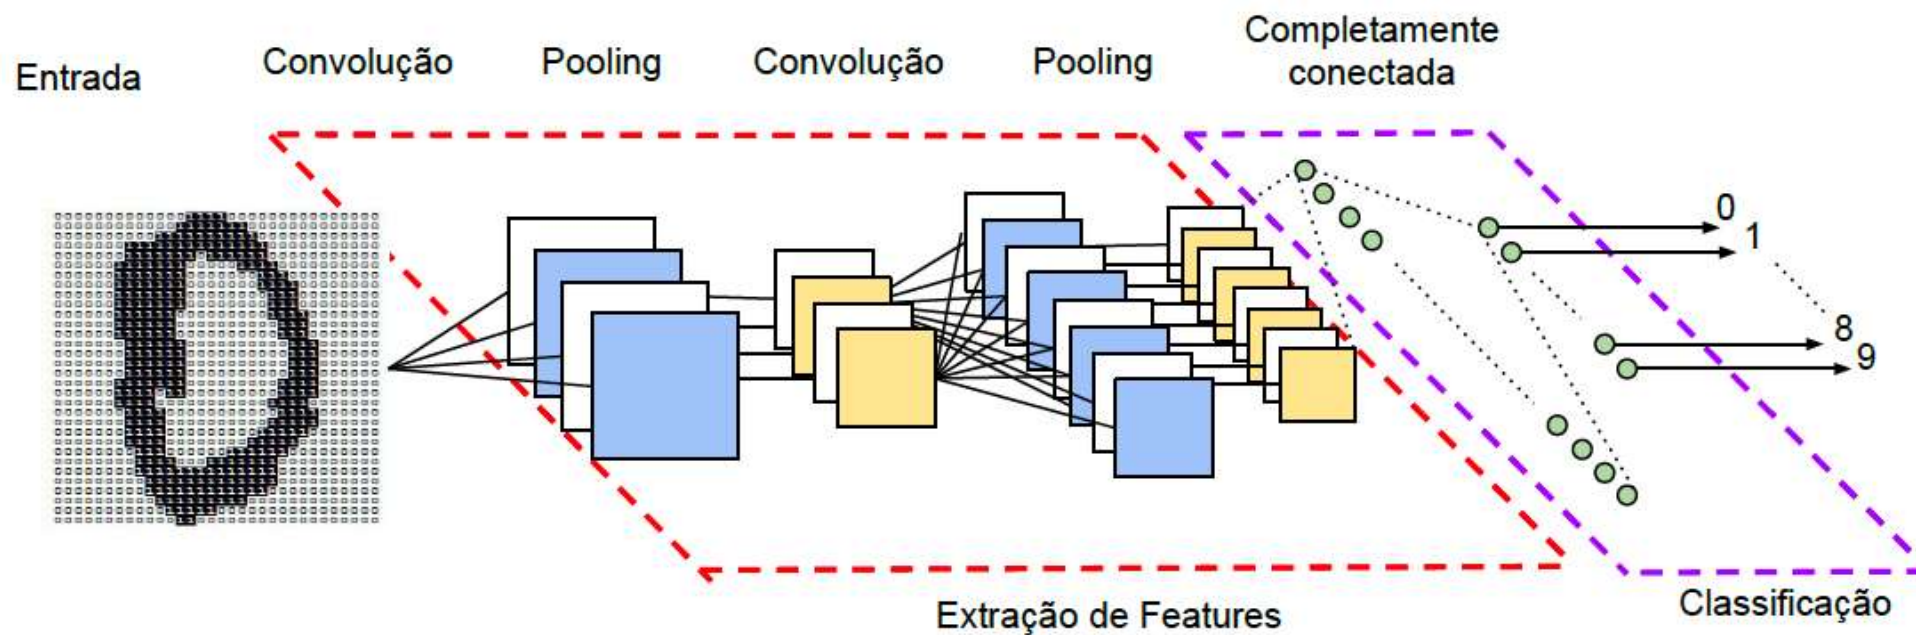 Entrada
Convolução
Pooling
Convolução
Pooling
Completamente
conectada
0
1
8
9
Extração de Features
Classificação